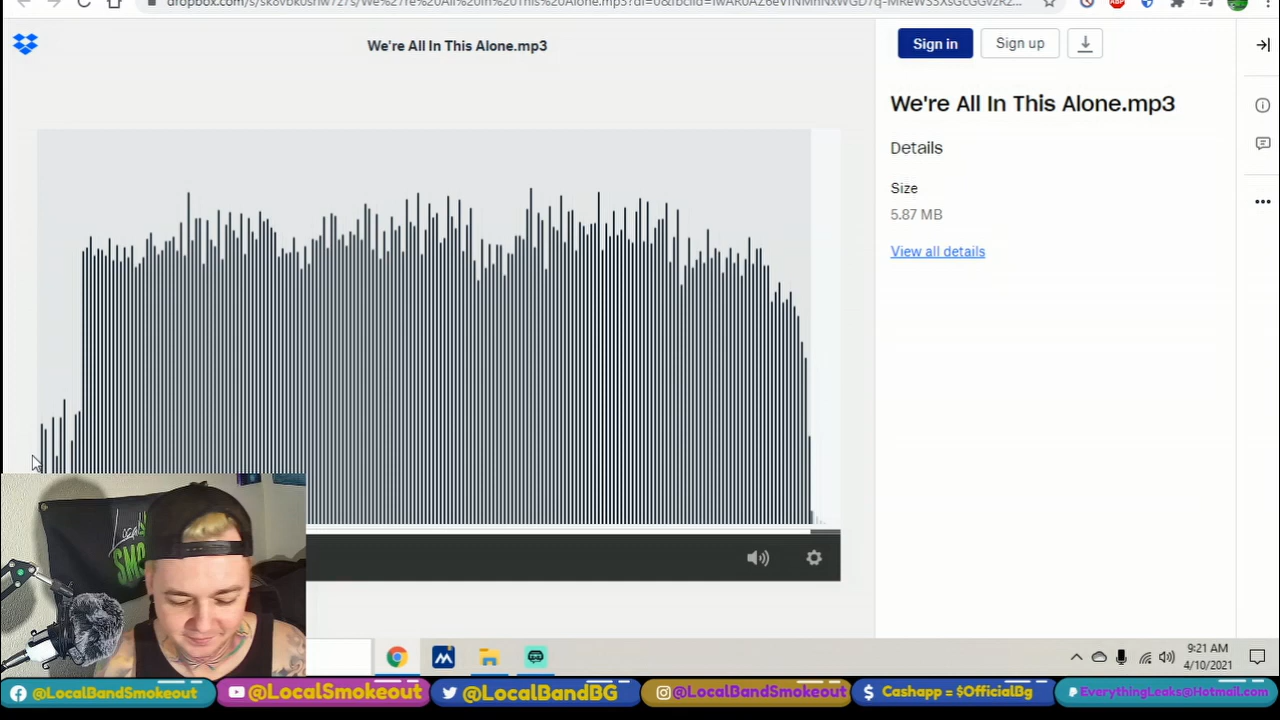 We're All In This Alone.mp3
Sign in
Sign up
We're All In This Alone.mp3
Details
Size
5.87 MB
View all details
9:21 AM
4/10/2021
@LocalBandSmokeout
@LocalSmokeout
@LocalBandBG
@LocalBandSmokeout
Cashapp = $OfficialBg
EverythingLeaks@Hotmail.com